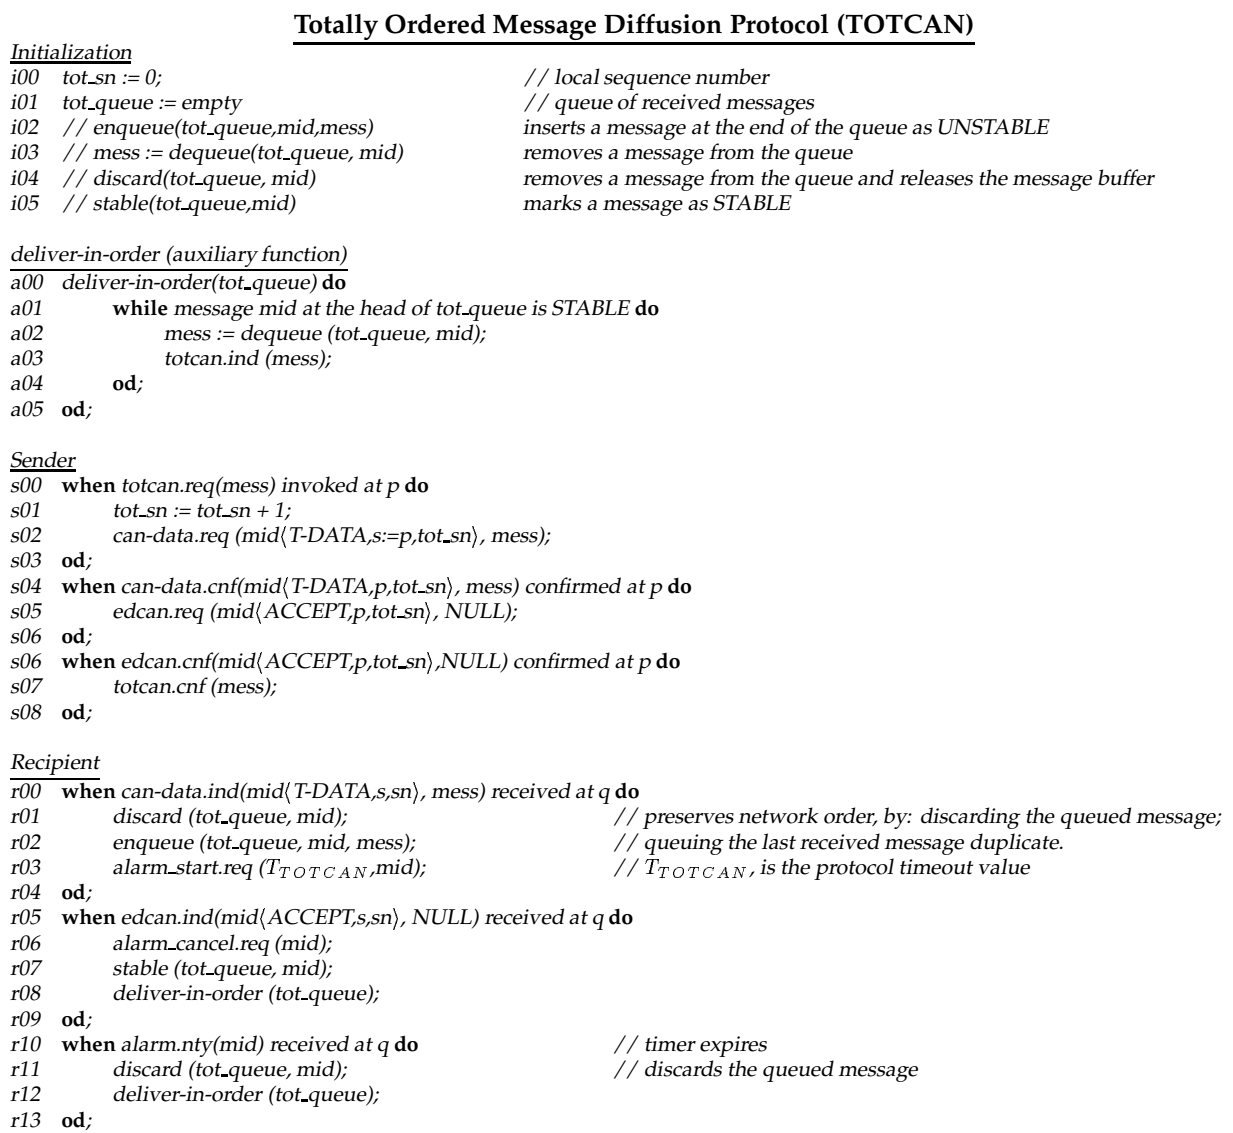 Totally Ordered Message Diffusion Protocol (TOTCAN)
Initialization
i00 tot_sn := 0; // local sequence number
i01 tot_queue := empty // queue of received messages
i02 // enqueue(tot_queue,mid,mess) inserts a message at the end of the queue as UNSTABLE
i03 // mess := dequeue(tot_queue, mid) removes a message from the queue
i04 // discard(tot_queue, mid) removes a message from the queue and releases the message buffer
i05 // stable(tot_queue,mid) marks a message as STABLE
deliver-in-order (auxiliary function)
a00 deliver-in-order(tot_queue) do
a01 while message mid at the head of tot_queue is STABLE do
a02 mess := dequeue (tot_queue, mid);
a03 totcan.ind (mess);
a04 od;
a05 od;
Sender
s00 when totcan.req(mess) invoked at p do
s01 tot_sn := tot_sn + 1;
s02 can-data.req (mid⟨T-DATA,s:=p,tot_sn⟩, mess);
s03 od;
s04 when can-data.cnf(mid⟨T-DATA,p,tot_sn⟩, mess) confirmed at p do
s05 edcan.req (mid⟨ACCEPT,p,tot_sn⟩, NULL);
s06 od;
s06 when edcan.cnf(mid⟨ACCEPT,p,tot_sn⟩,NULL) confirmed at p do
s07 totcan.cnf (mess);
s08 od;
Recipient
r00 when can-data.ind(mid⟨T-DATA,s,sn⟩, mess) received at q do
r01 discard (tot_queue, mid); // preserves network order, by: discarding the queued message;
r02 enqueue (tot_queue, mid, mess); // queuing the last received message duplicate.
r03 alarm_start.req (T_TOTCAN,mid); // T_TOTCAN, is the protocol timeout value
r04 od;
r05 when edcan.ind(mid⟨ACCEPT,s,sn⟩, NULL) received at q do
r06 alarm_cancel.req (mid);
r07 stable (tot_queue, mid);
r08 deliver-in-order (tot_queue);
r09 od;
r10 when alarm.nty(mid) received at q do // timer expires
r11 discard (tot_queue, mid); // discards the queued message
r12 deliver-in-order (tot_queue);
r13 od;